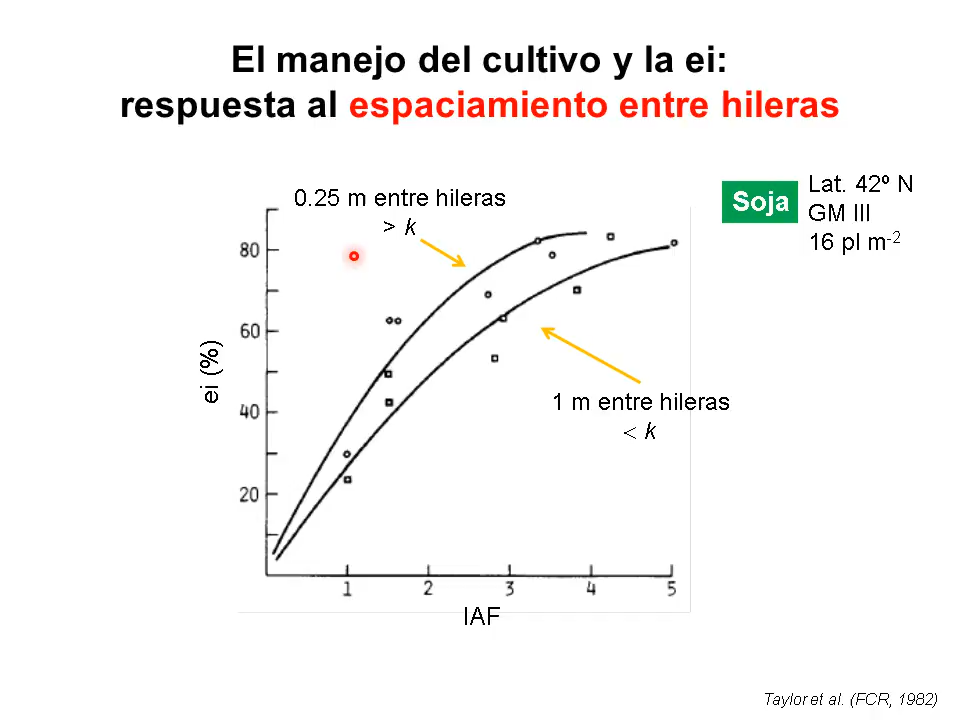 El manejo del cultivo y la ei:
respuesta al espaciamiento entre hileras
0.25 m entre hileras
> k
Soja
Lat. 42º N
GM III
16 pl m-2
80
60
40
20
ei (%)
1 m entre hileras
< k
1 2 3 4 5
IAF
Taylor et al. (FCR, 1982)